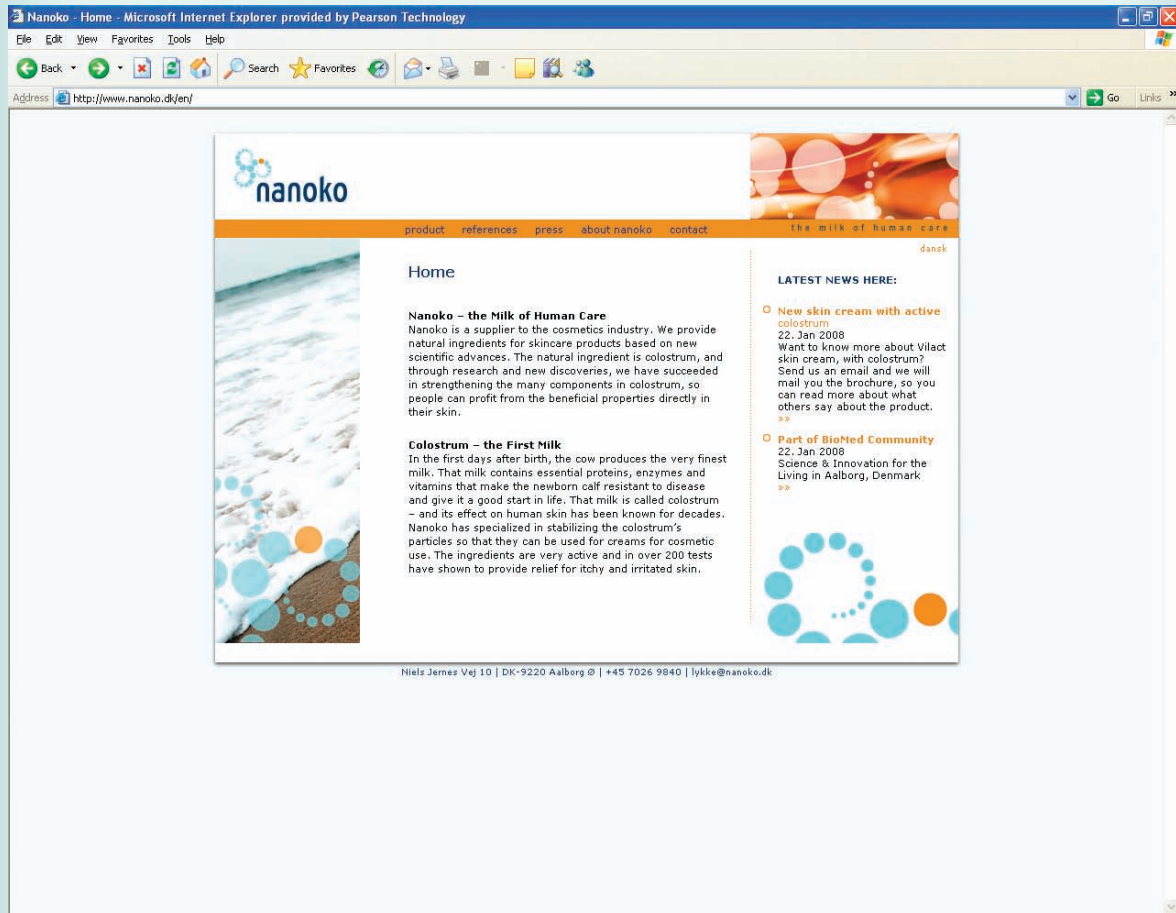 Nanoko - Home - Microsoft Internet Explorer provided by Pearson Technology
File Edit View Favorites Tools Help
Back Search Favorites
Address http://www.nanoko.dk/en/ Go Links »
nanoko
product references press about nanoko contact
the milk of human care
dansk
Home
Nanoko – the Milk of Human Care
Nanoko is a supplier to the cosmetics industry. We provide
natural ingredients for skincare products based on new
scientific advances. The natural ingredient is colostrum, and
through research and new discoveries, we have succeeded
in strengthening the many components in colostrum, so
people can profit from the beneficial properties directly in
their skin.
Colostrum – the First Milk
In the first days after birth, the cow produces the very finest
milk. That milk contains essential proteins, enzymes and
vitamins that make the newborn calf resistant to disease
and give it a good start in life. That milk is called colostrum
– and its effect on human skin has been known for decades.
Nanoko has specialized in stabilizing the colostrum's
particles so that they can be used for creams for cosmetic
use. The ingredients are very active and in over 200 tests
have shown to provide relief for itchy and irritated skin.
LATEST NEWS HERE:
New skin cream with active
colostrum
22. Jan 2008
Want to know more about Vilact
skin cream, with colostrum?
Send us an email and we will
mail you the brochure, so you
can read more about what
others say about the product.
»
Part of BioMed Community
22. Jan 2008
Science & Innovation for the
Living in Aalborg, Denmark
»
Niels Jernes Vej 10 | DK-9220 Aalborg Ø | +45 7026 9840 | lykke@nanoko.dk